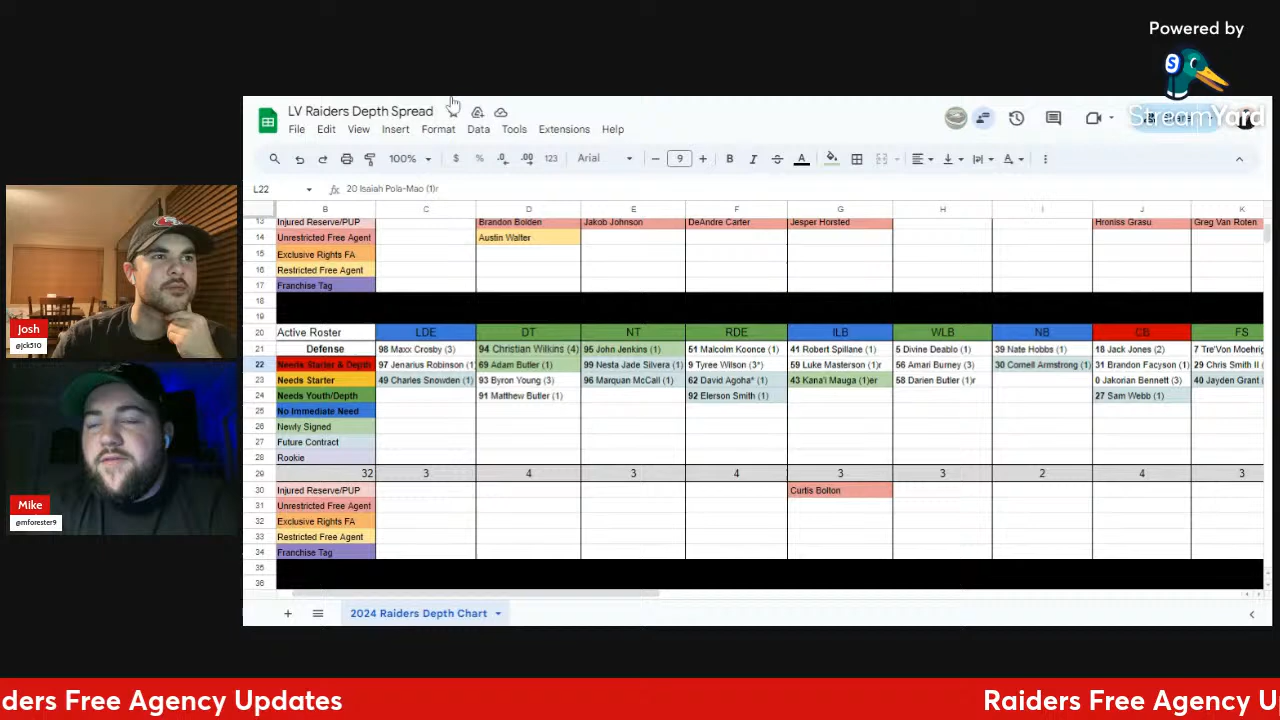 Powered by
S
StreamYard
LV Raiders Depth Spread
File Edit View Insert Format Data Tools Extensions Help
100% $ % .0 .00 123 Arial 9 B I A
L22 fx 20 Isaiah Pola-Mao (1)r
B C D E F G H I J K
13 Injured Reserve/PUP Brandon Bolden Jakob Johnson DeAndre Carter Jesper Horsted Hroniss Grasu Greg Van Roten
14 Unrestricted Free Agent Austin Walter
15 Exclusive Rights FA
16 Restricted Free Agent
17 Franchise Tag
18
19
20 Active Roster LDE DT NT RDE ILB WLB NB CB FS
21 Defense 98 Maxx Crosby (3) 94 Christian Wilkins (4) 95 John Jenkins (1) 51 Malcolm Koonce (1) 41 Robert Spillane (1) 5 Divine Deablo (1) 39 Nate Hobbs (1) 18 Jack Jones (2) 7 Tre'Von Moehrig
22 Needs Starter & Depth 97 Jenarius Robinson (1) 69 Adam Butler (1) 99 Nesta Jade Silvera (1) 9 Tyree Wilson (3*) 59 Luke Masterson (1)r 56 Amari Burney (3) 30 Cornell Armstrong (1) 31 Brandon Facyson (1) 29 Chris Smith II
23 Needs Starter 49 Charles Snowden (1) 93 Byron Young (3) 96 Marquan McCall (1) 62 David Agoha* (1) 43 Kana'i Mauga (1)er 58 Darien Butler (1)r 0 Jakorian Bennett (3) 40 Jayden Grant
24 Needs Youth/Depth 91 Matthew Butler (1) 92 Elerson Smith (1) 27 Sam Webb (1)
25 No Immediate Need
26 Newly Signed
27 Future Contract
28 Rookie
29 32 3 4 3 4 3 3 2 4 3
30 Injured Reserve/PUP Curtis Bolton
31 Unrestricted Free Agent
32 Exclusive Rights FA
33 Restricted Free Agent
34 Franchise Tag
35
36
2024 Raiders Depth Chart
Josh
@jck510
Mike
@mforester9
ders Free Agency Updates
Raiders Free Agency Up